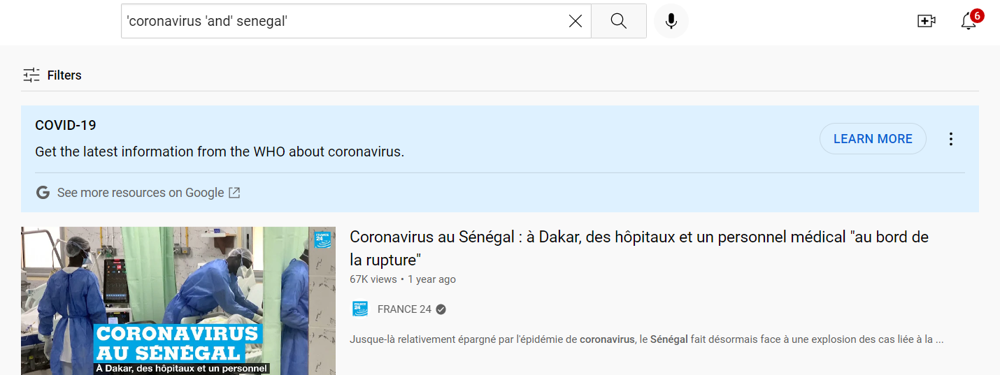 'coronavirus 'and' senegal'
6
Filters
COVID-19
Get the latest information from the WHO about coronavirus.
LEARN MORE
See more resources on Google
FRANCE 24
CORONAVIRUS
AU SÉNÉGAL
À Dakar, des hôpitaux et un personnel
Coronavirus au Sénégal : à Dakar, des hôpitaux et un personnel médical "au bord de
la rupture"
67K views • 1 year ago
FRANCE 24
FRANCE 24
Jusque-là relativement épargné par l'épidémie de coronavirus, le Sénégal fait désormais face à une explosion des cas liée à la ...